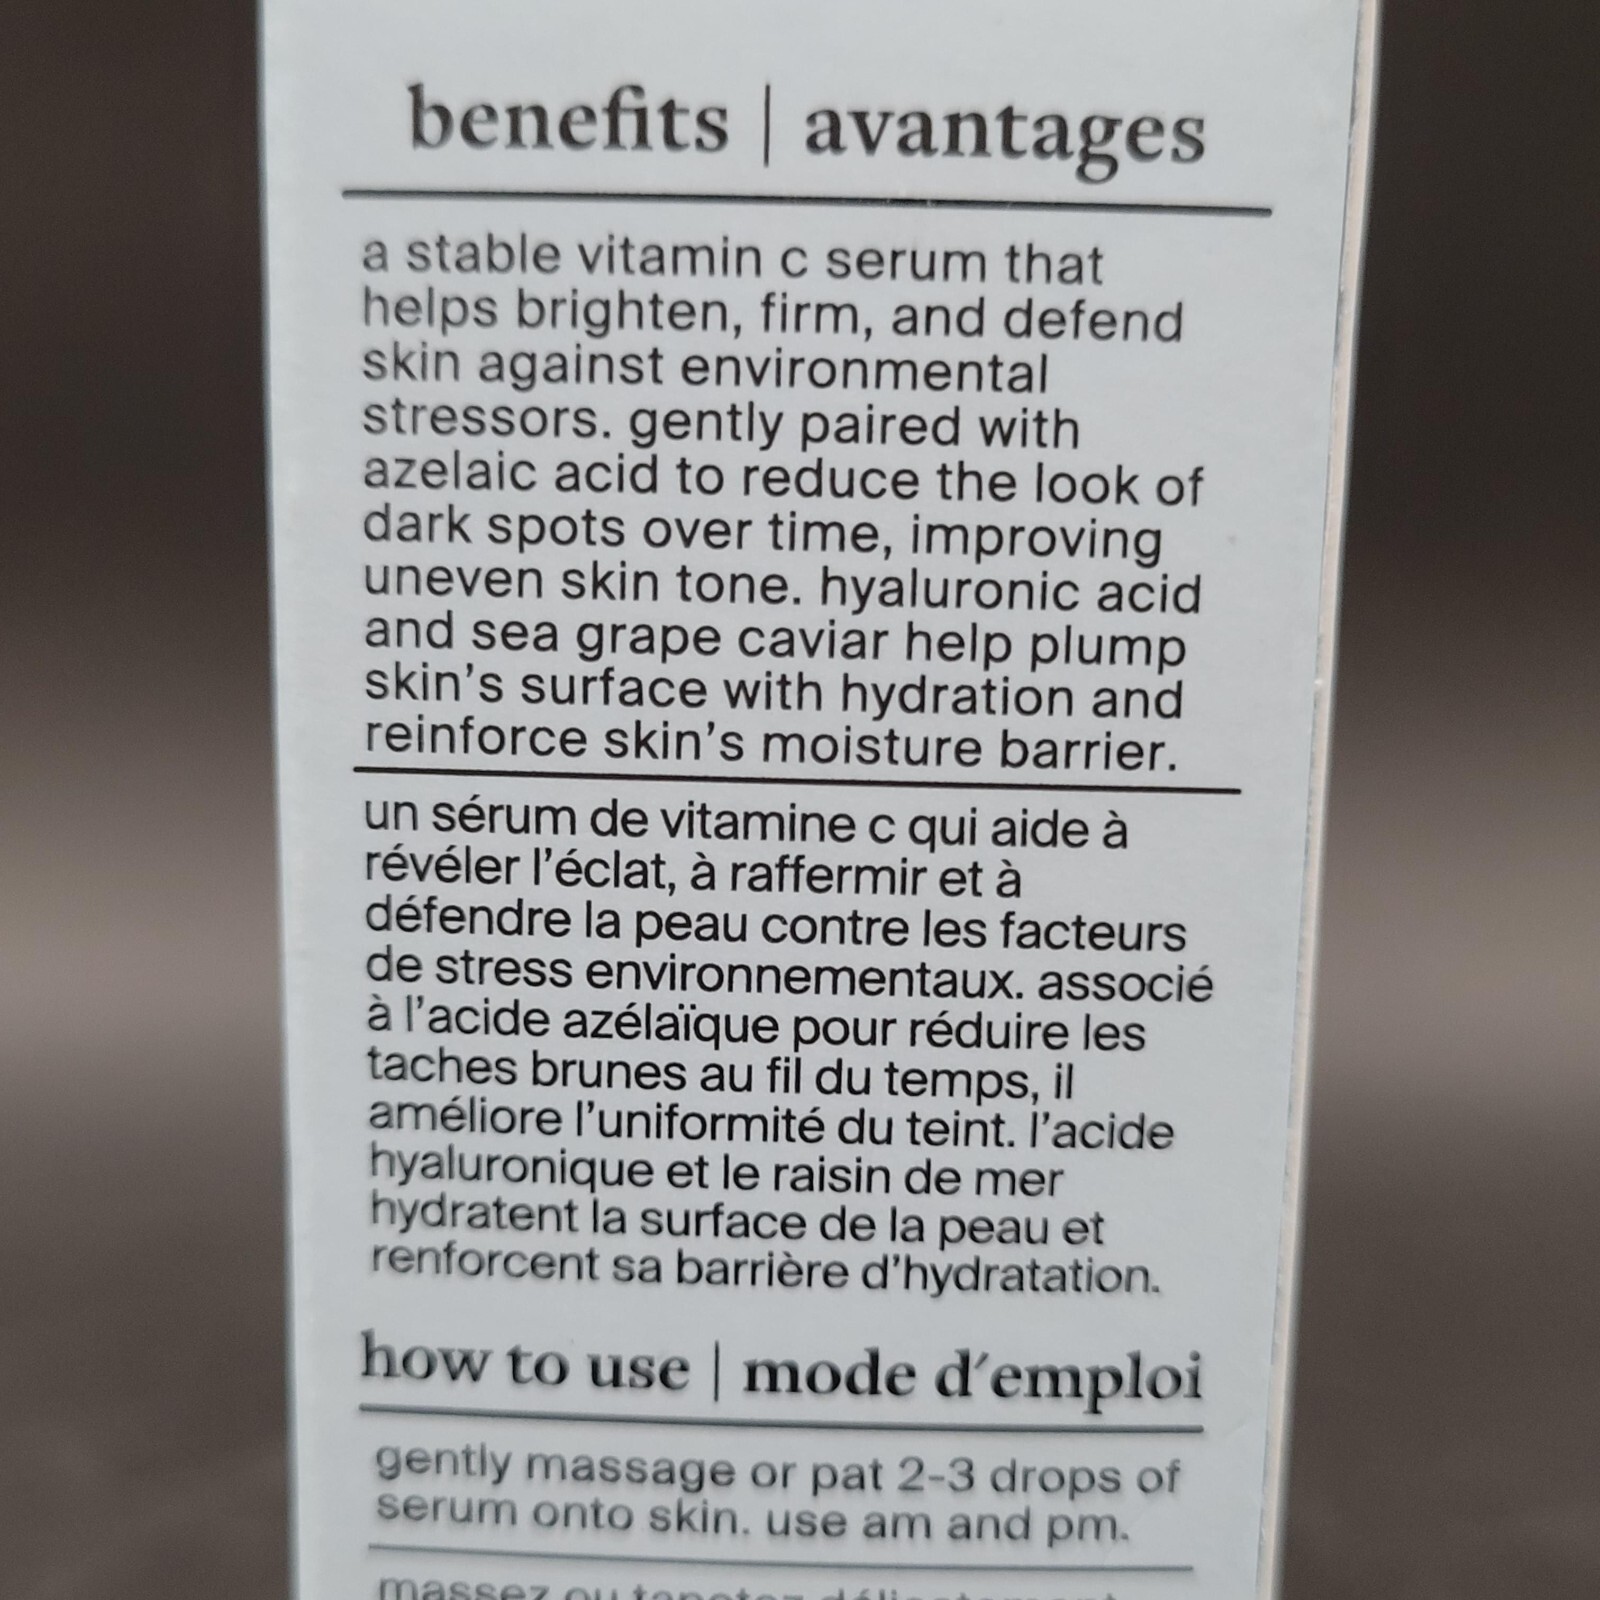 benefits | avantages
a stable vitamin c serum that
helps brighten, firm, and defend
skin against environmental
stressors. gently paired with
azelaic acid to reduce the look of
dark spots over time, improving
uneven skin tone. hyaluronic acid
and sea grape caviar help plump
skin's surface with hydration and
reinforce skin's moisture barrier.
un sérum de vitamine c qui aide à
révéler l'éclat, à raffermir et à
défendre la peau contre les facteurs
de stress environnementaux. associé
à l'acide azélaïque pour réduire les
taches brunes au fil du temps, il
améliore l'uniformité du teint. l'acide
hyaluronique et le raisin de mer
hydratent la surface de la peau et
renforcent sa barrière d'hydratation.
how to use | mode d'emploi
gently massage or pat 2-3 drops of
serum onto skin. use am and pm.
massez ou tapotez délicatement